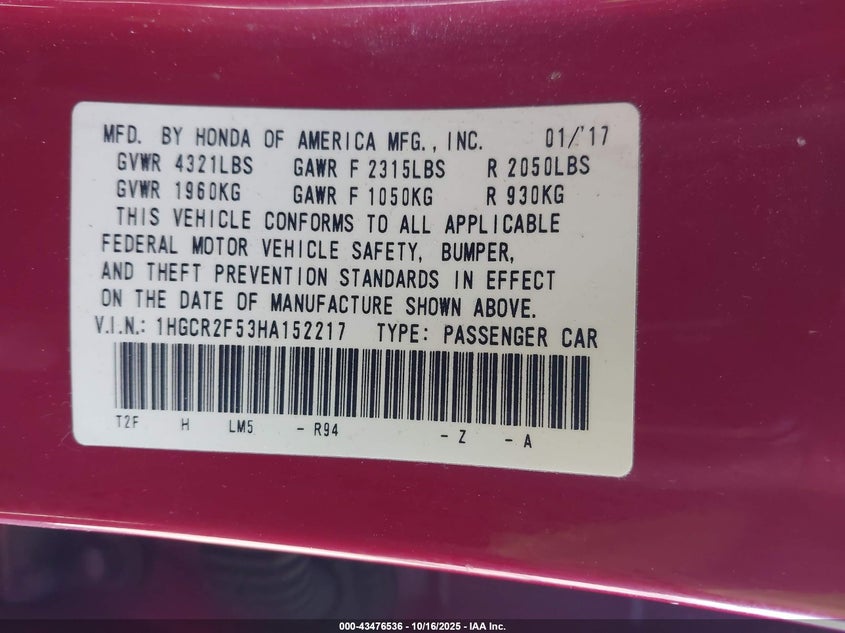 MFD. BY HONDA OF AMERICA MFG., INC. 01/'17
GVWR 4321LBS GAWR F 2315LBS R 2050LBS
GVWR 1960KG GAWR F 1050KG R 930KG
THIS VEHICLE CONFORMS TO ALL APPLICABLE
FEDERAL MOTOR VEHICLE SAFETY, BUMPER,
AND THEFT PREVENTION STANDARDS IN EFFECT
ON THE DATE OF MANUFACTURE SHOWN ABOVE.
V.I.N.: 1HGCR2F53HA152217 TYPE: PASSENGER CAR
T2F H LM5 - R94 - Z - A
000-43476536 - 10/16/2025 - IAA Inc.